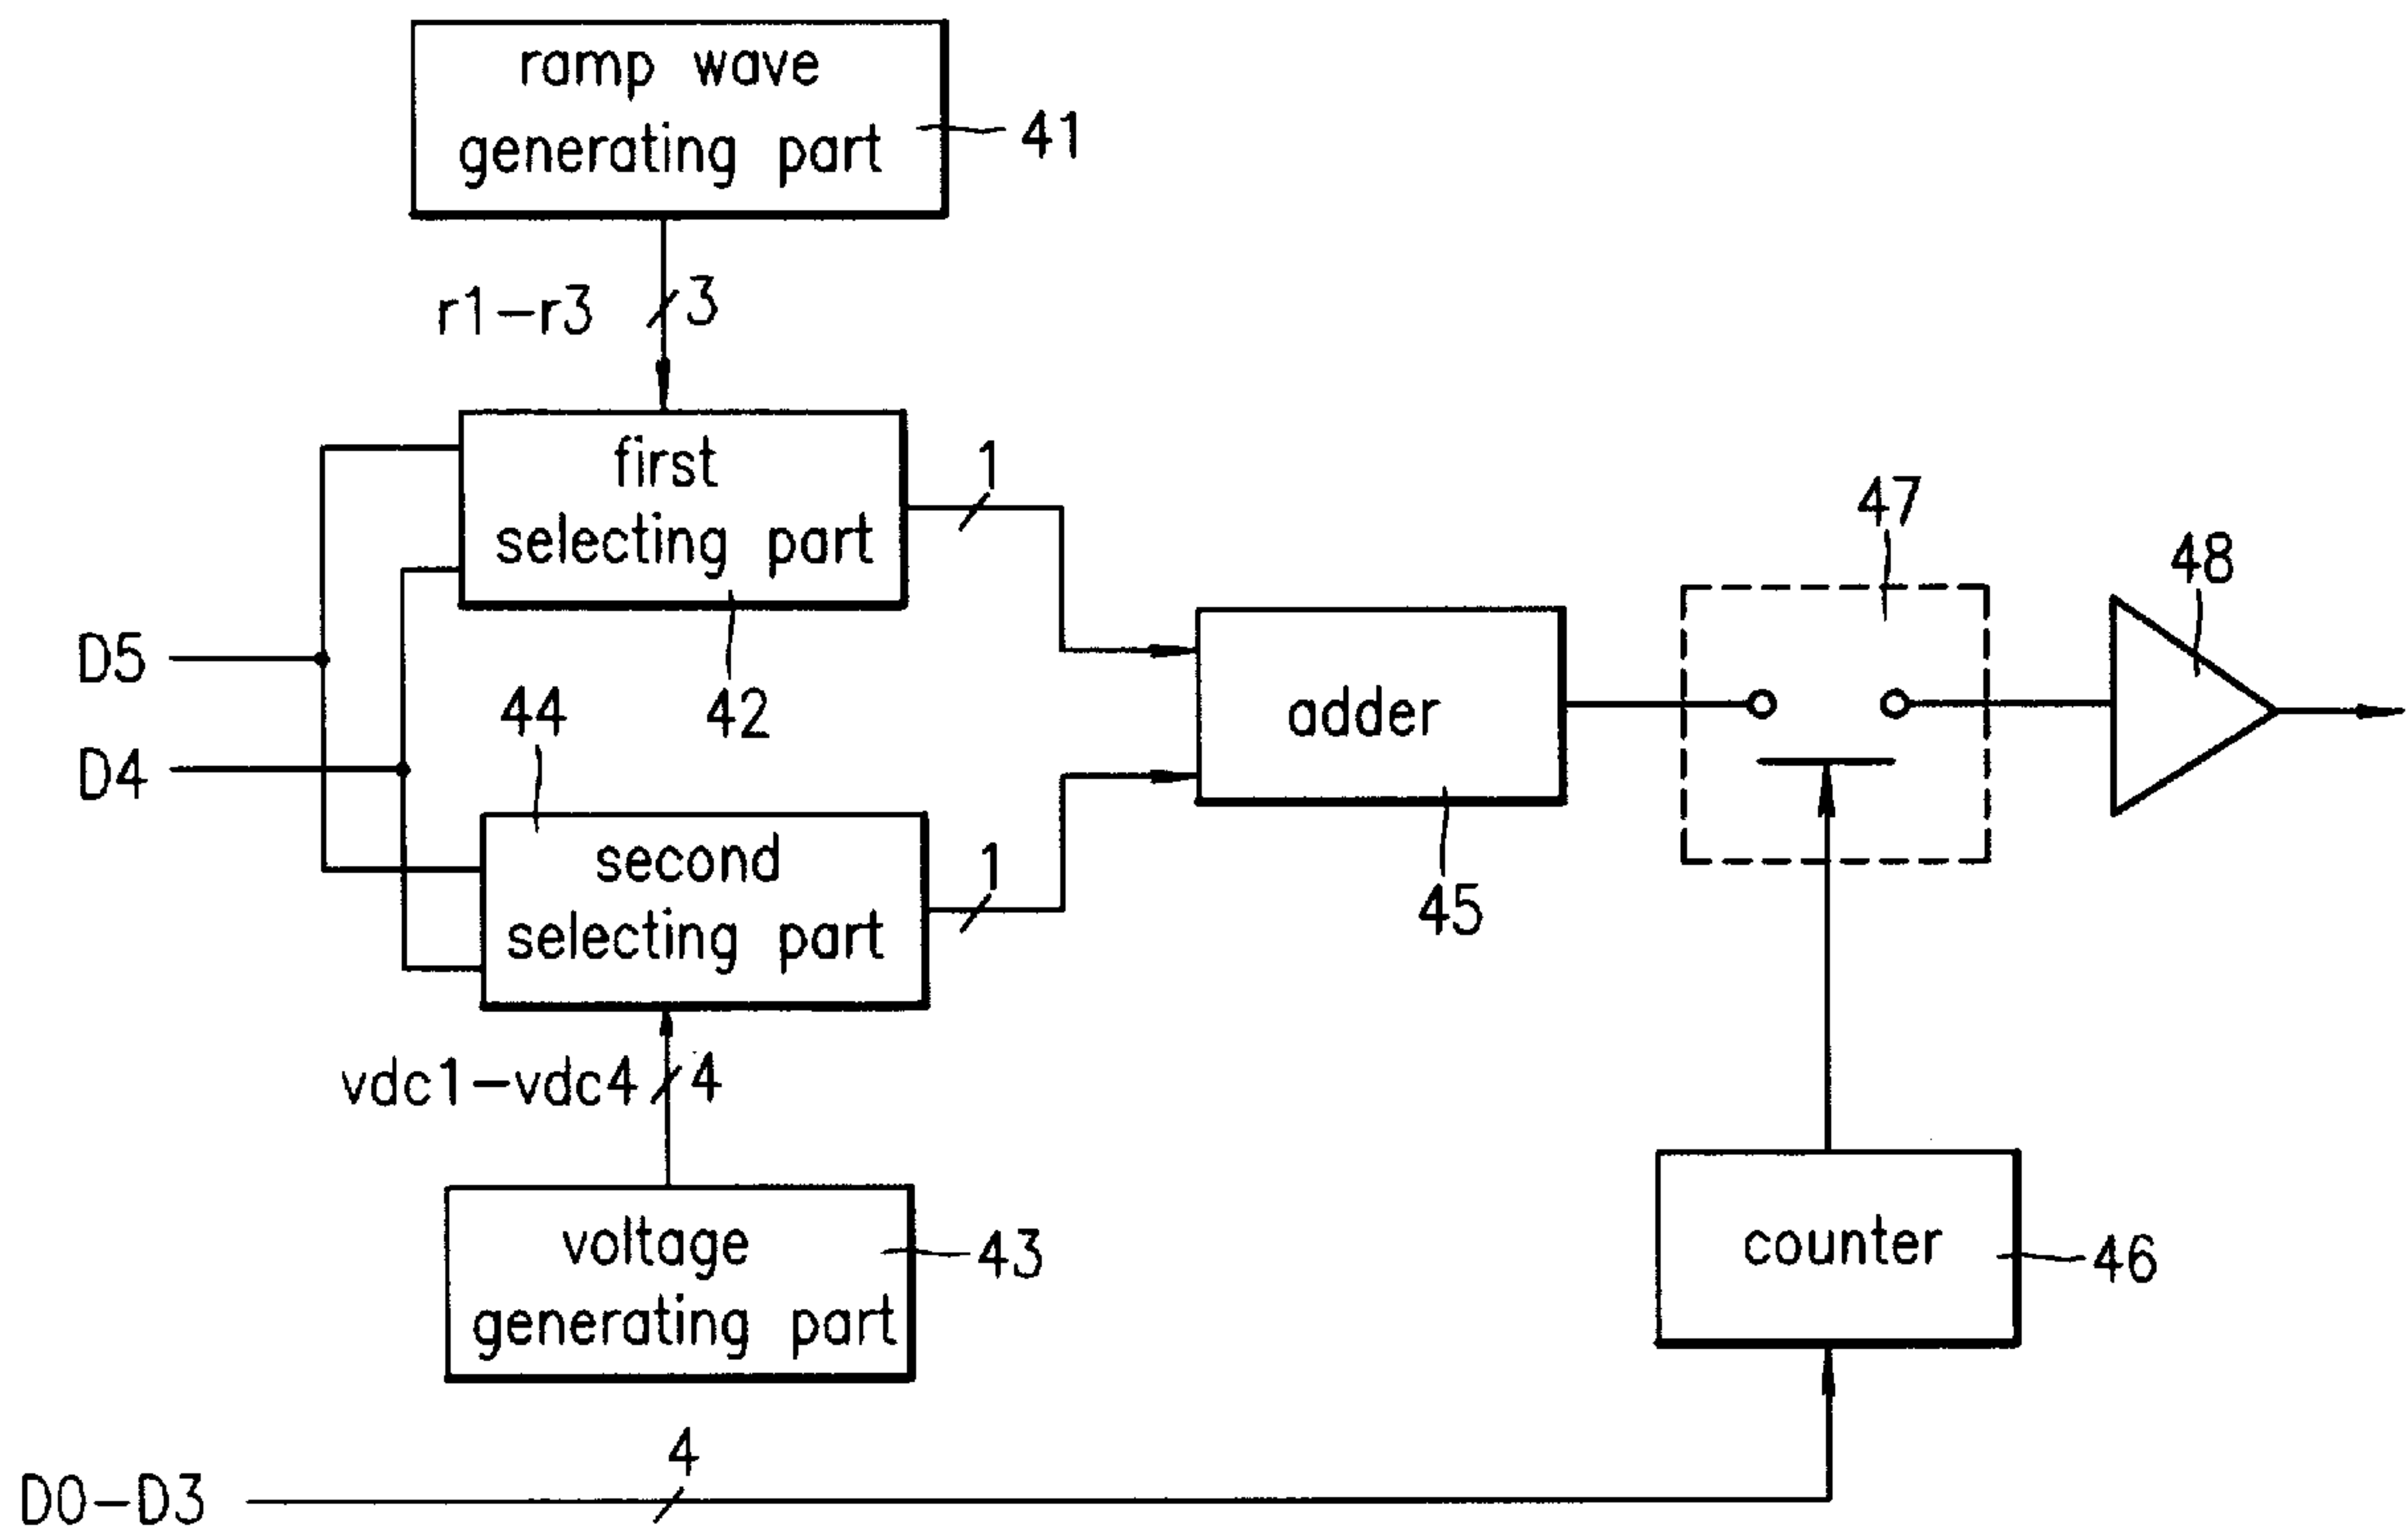 ramp wave
generating part
41
r1-r3
3
first
selecting part
1
42
D5
D4
44
second
selecting part
1
vdc1-vdc4
4
voltage
generating part
43
adder
45
47
48
counter
46
D0-D3
4